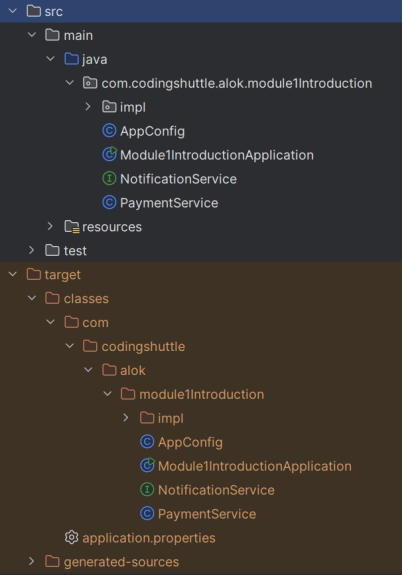 src
main
java
com.codingshuttle.alok.module1Introduction
impl
AppConfig
Module1IntroductionApplication
NotificationService
PaymentService
resources
test
target
classes
com
codingshuttle
alok
module1Introduction
impl
AppConfig
Module1IntroductionApplication
NotificationService
PaymentService
application.properties
generated-sources